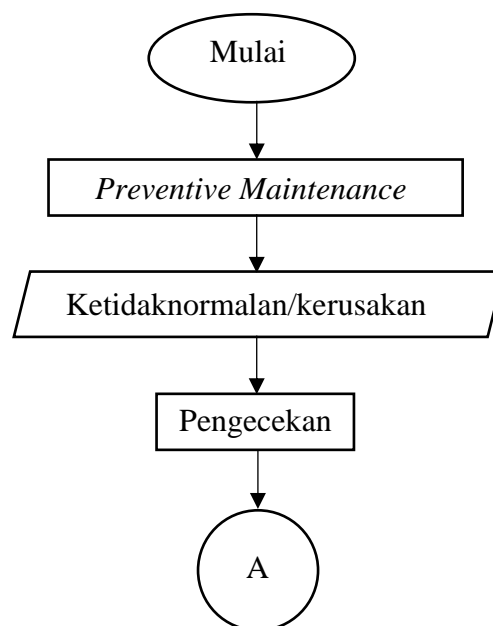 Mulai
Preventive Maintenance
Ketidaknormalan/kerusakan
Pengecekan
A